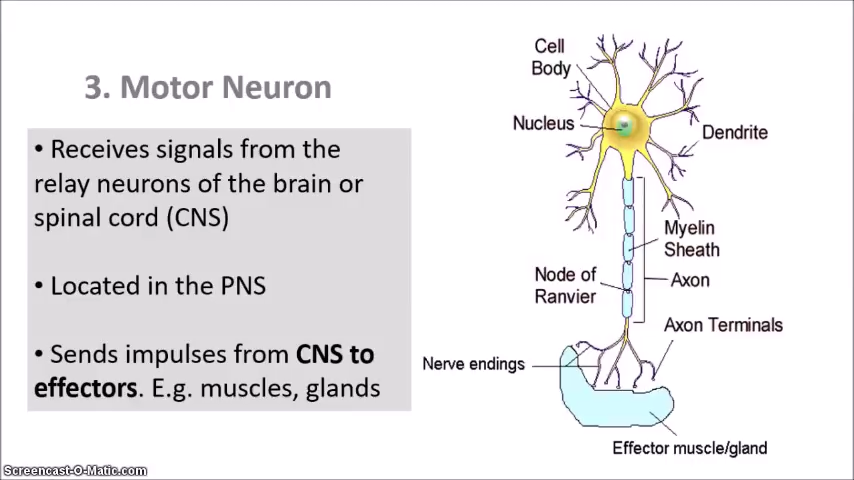 3. Motor Neuron
• Receives signals from the
relay neurons of the brain or
spinal cord (CNS)
• Located in the PNS
• Sends impulses from CNS to
effectors. E.g. muscles, glands
Cell
Body
Nucleus
Dendrite
Myelin
Sheath
Node of
Ranvier
Axon
Axon Terminals
Nerve endings
Effector muscle/gland
Screencast-O-Matic.com